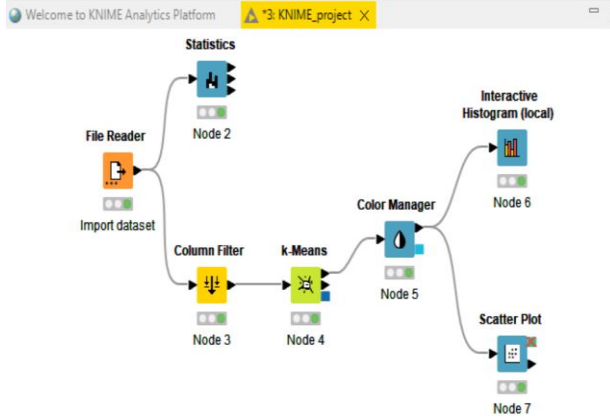 Welcome to KNIME Analytics Platform
*3: KNIME_project
Statistics
Node 2
File Reader
Import dataset
Interactive
Histogram (local)
Node 6
Color Manager
Node 5
Column Filter
Node 3
k-Means
Node 4
Scatter Plot
Node 7